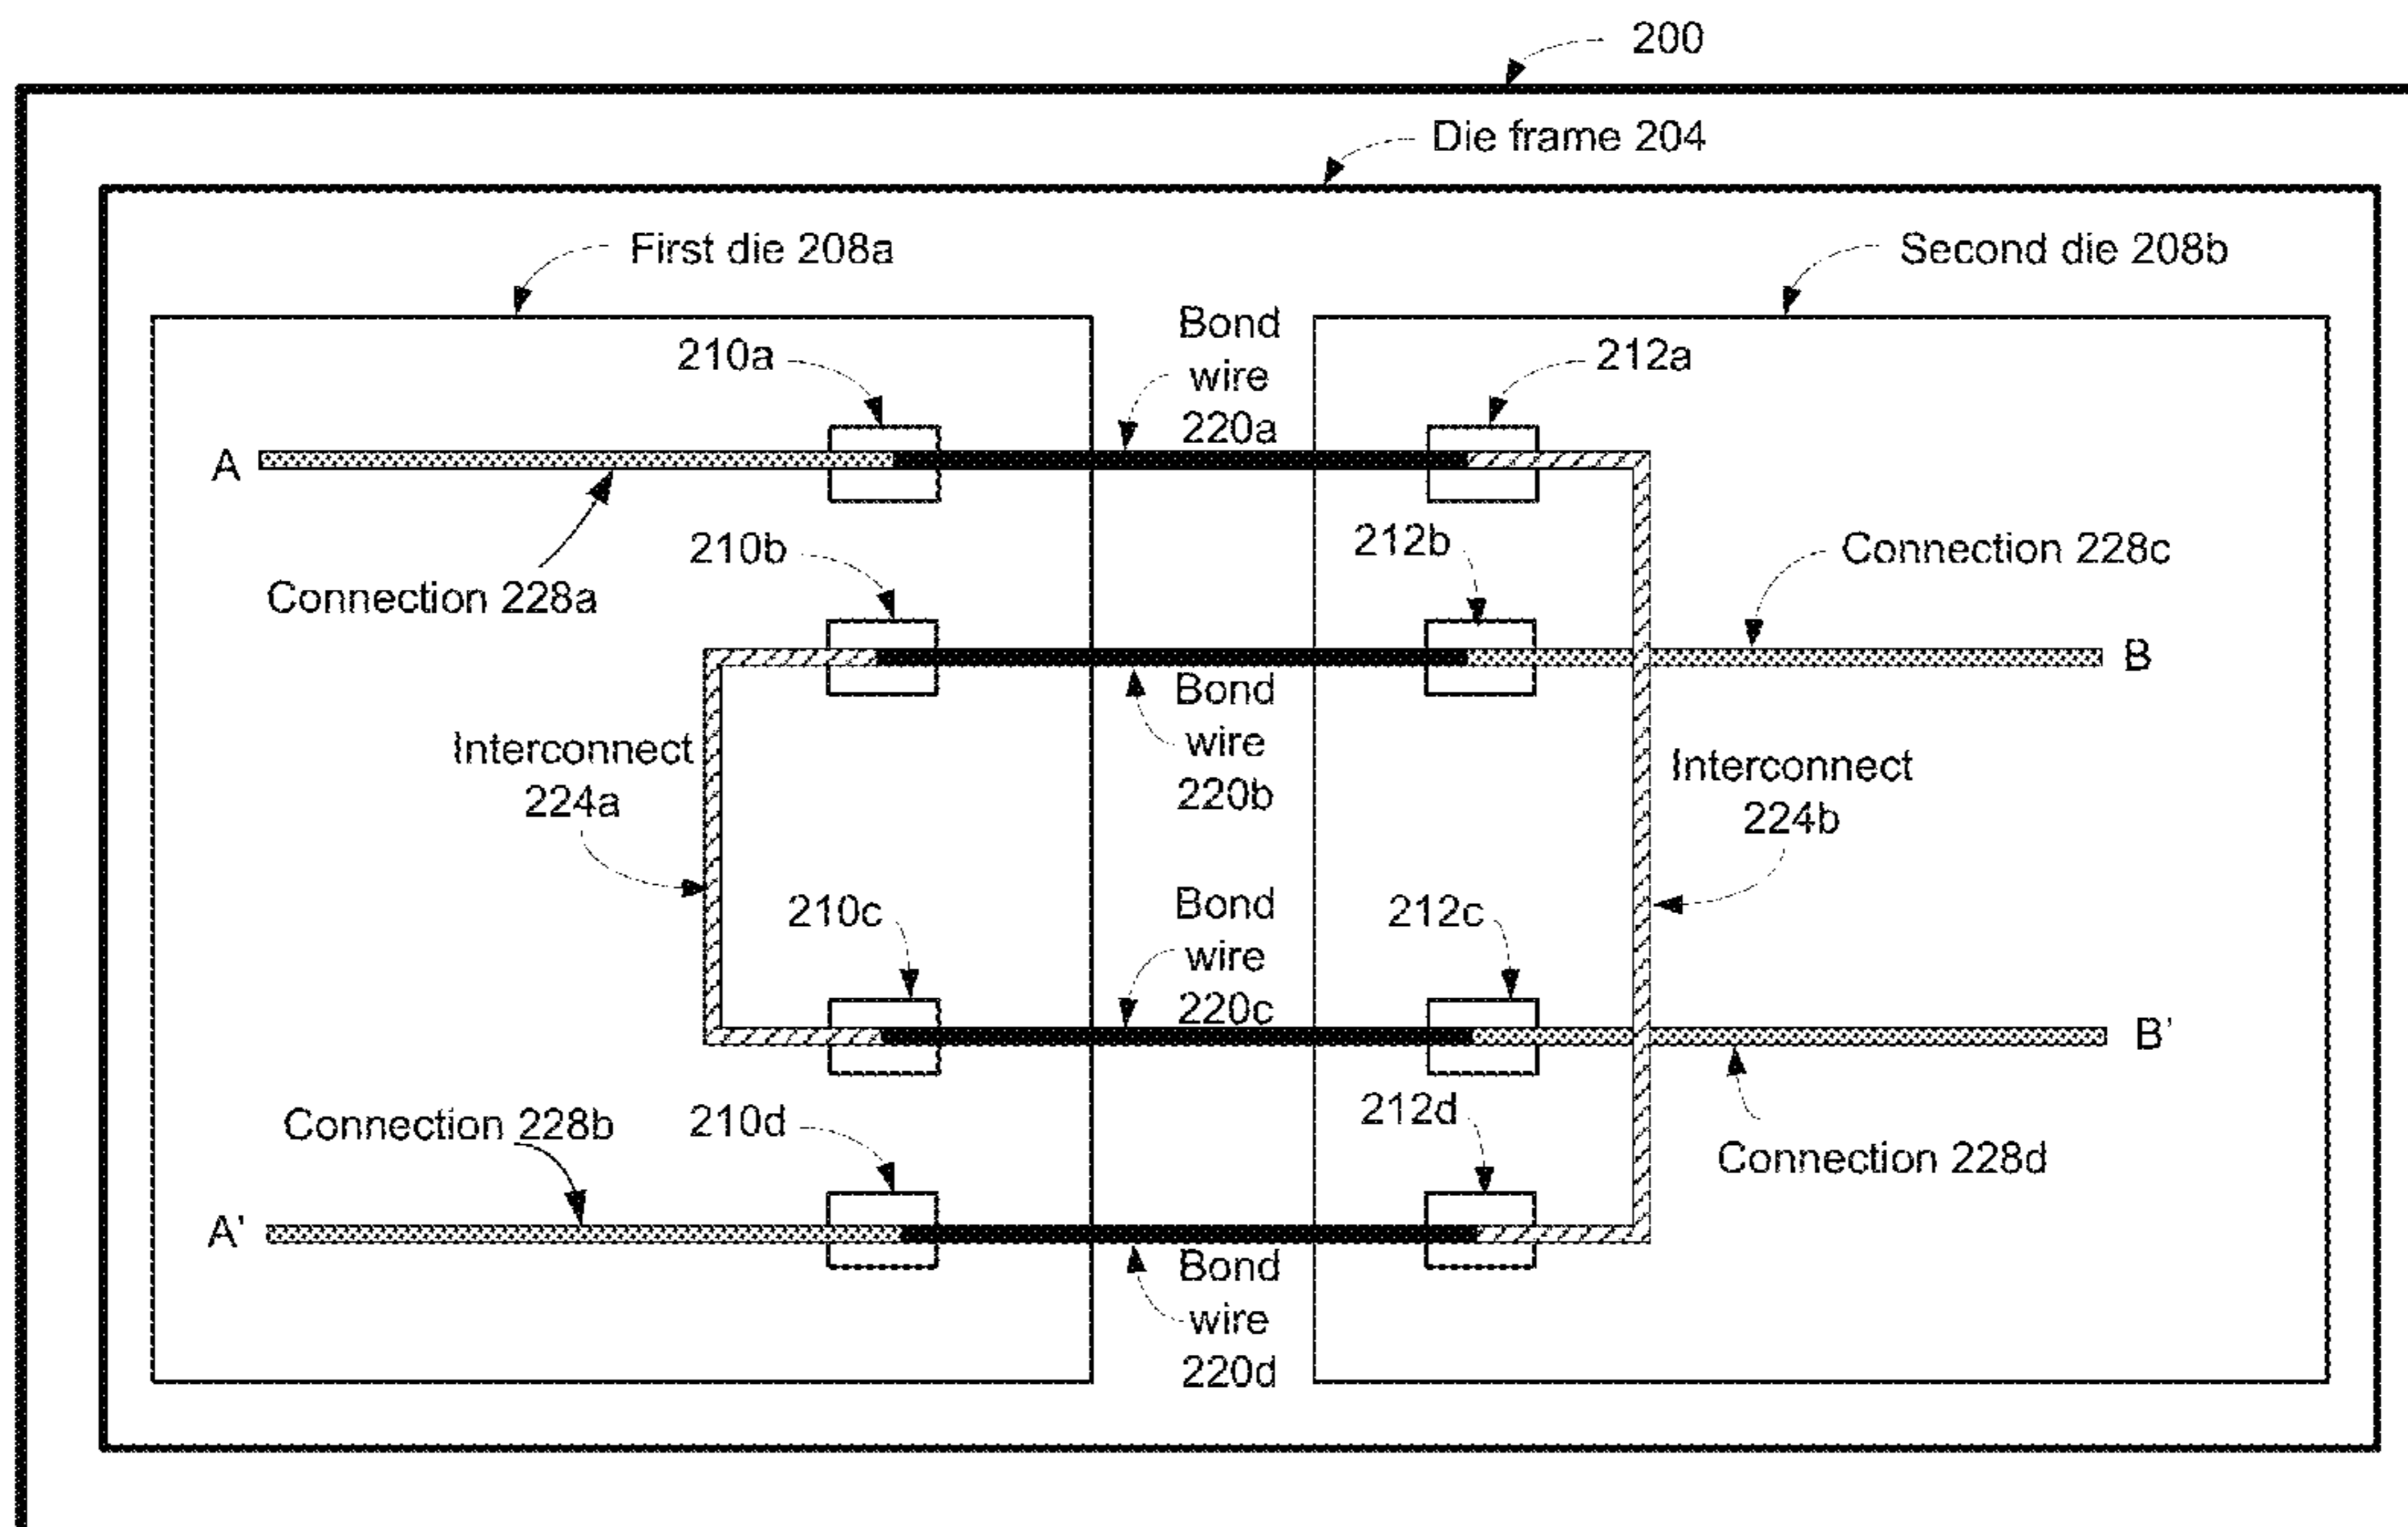 200
Die frame 204
First die 208a
Second die 208b
Bond
wire
220a
210a
212a
A
210b
212b
Connection 228c
Connection 228a
B
Bond
wire
220b
Interconnect
224a
Interconnect
224b
210c
Bond
wire
220c
212c
B'
Connection 228b
210d
212d
Connection 228d
A'
Bond
wire
220d